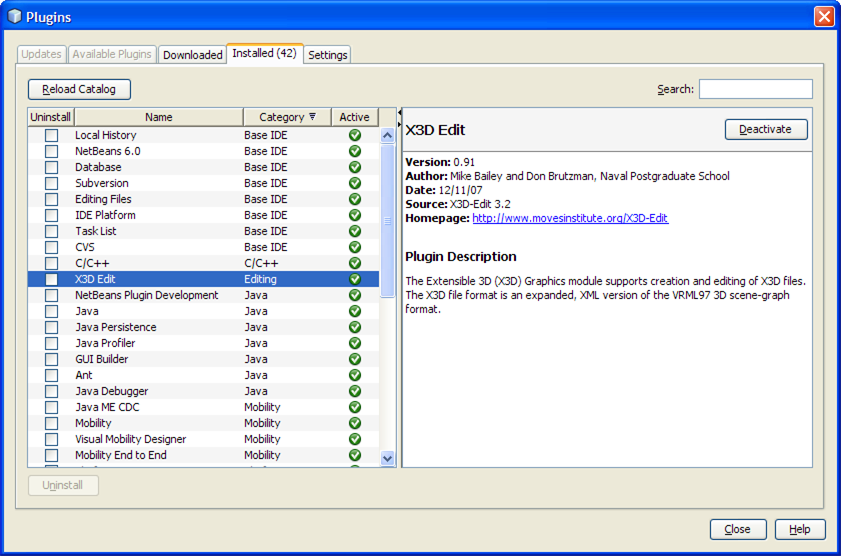 Plugins
Updates Available Plugins Downloaded Installed (42) Settings
Reload Catalog
Search:
Uninstall Name Category Active
Local History Base IDE
NetBeans 6.0 Base IDE
Database Base IDE
Subversion Base IDE
Editing Files Base IDE
IDE Platform Base IDE
Task List Base IDE
CVS Base IDE
C/C++ C/C++
X3D Edit Editing
NetBeans Plugin Development Java
Java Java
Java Persistence Java
Java Profiler Java
GUI Builder Java
Ant Java
Java Debugger Java
Java ME CDC Mobility
Mobility Mobility
Visual Mobility Designer Mobility
Mobility End to End Mobility
X3D Edit
Deactivate
Version: 0.91
Author: Mike Bailey and Don Brutzman, Naval Postgraduate School
Date: 12/11/07
Source: X3D-Edit 3.2
Homepage: http://www.movesinstitute.org/X3D-Edit
Plugin Description
The Extensible 3D (X3D) Graphics module supports creation and editing of X3D files.
The X3D file format is an expanded, XML version of the VRML97 3D scene-graph
format.
Uninstall
Close Help